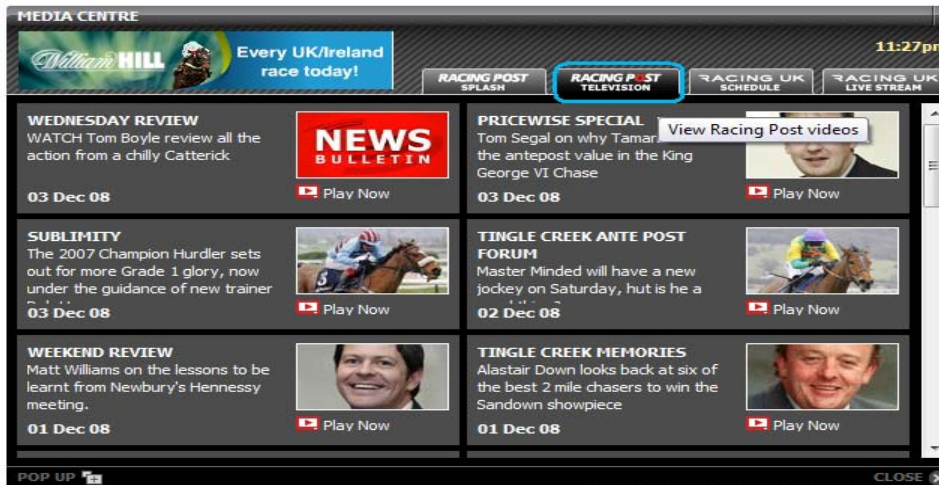 MEDIA CENTRE
William HILL
Every UK/Ireland
race today!
11:27pm
RACING POST
SPLASH
RACING POST
TELEVISION
RACING UK
SCHEDULE
RACING UK
LIVE STREAM
WEDNESDAY REVIEW
WATCH Tom Boyle review all the
action from a chilly Catterick
03 Dec 08
NEWS
BULLETIN
Play Now
PRICEWISE SPECIAL
Tom Segal on why Tamar
the antepost value in the King
George VI Chase
03 Dec 08
View Racing Post videos
Play Now
SUBLIMITY
The 2007 Champion Hurdler sets
out for more Grade 1 glory, now
under the guidance of new trainer
03 Dec 08
3
Play Now
TINGLE CREEK ANTE POST
FORUM
Master Minded will have a new
jockey on Saturday, hut is he a
02 Dec 08
Play Now
WEEKEND REVIEW
Matt Williams on the lessons to be
learnt from Newbury's Hennessy
meeting.
01 Dec 08
Play Now
TINGLE CREEK MEMORIES
Alastair Down looks back at six of
the best 2 mile chasers to win the
Sandown showpiece
01 Dec 08
Play Now
POP UP
CLOSE